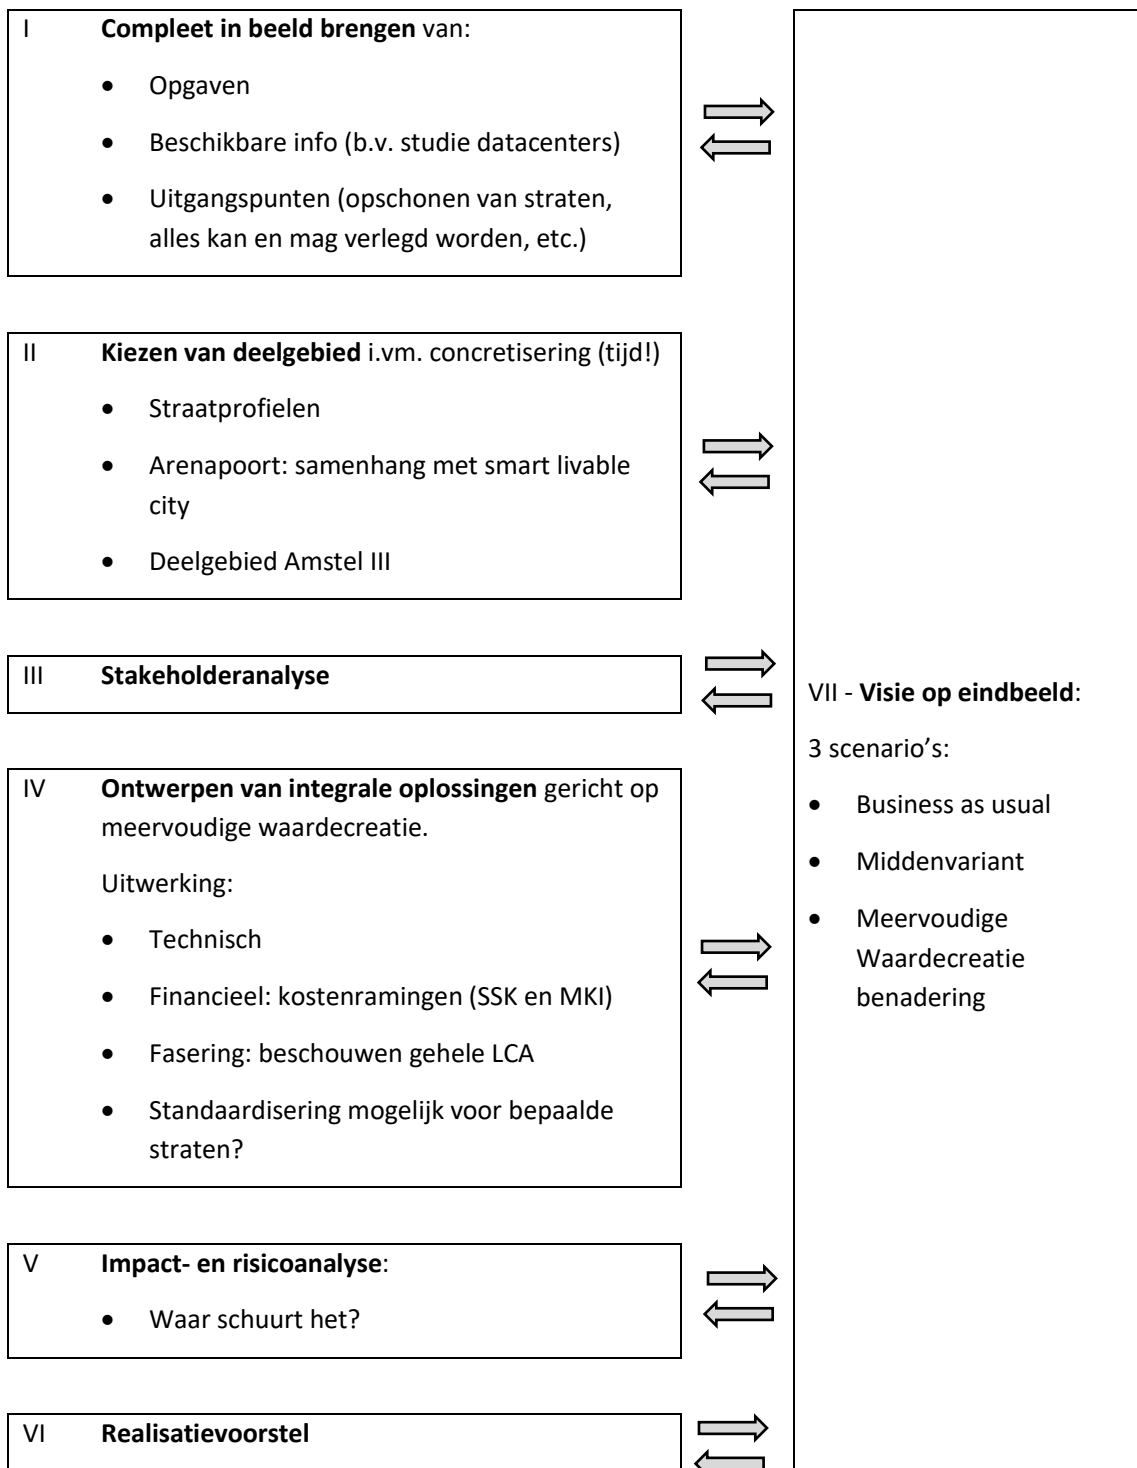 I Compleet in beeld brengen van:
• Opgaven
• Beschikbare info (b.v. studie datacenters)
• Uitgangspunten (opschonen van straten,
alles kan en mag verlegd worden, etc.)
II Kiezen van deelgebied i.vm. concretisering (tijd!)
• Straatprofielen
• Arenapoort: samenhang met smart livable
city
• Deelgebied Amstel III
III Stakeholderanalyse
IV Ontwerpen van integrale oplossingen gericht op
meervoudige waardecreatie.
Uitwerking:
• Technisch
• Financieel: kostenramingen (SSK en MKI)
• Fasering: beschouwen gehele LCA
• Standaardisering mogelijk voor bepaalde
straten?
V Impact- en risicoanalyse:
• Waar schuurt het?
VI Realisatievoorstel
VII - Visie op eindbeeld:
3 scenario’s:
• Business as usual
• Middenvariant
• Meervoudige
Waardecreatie
benadering